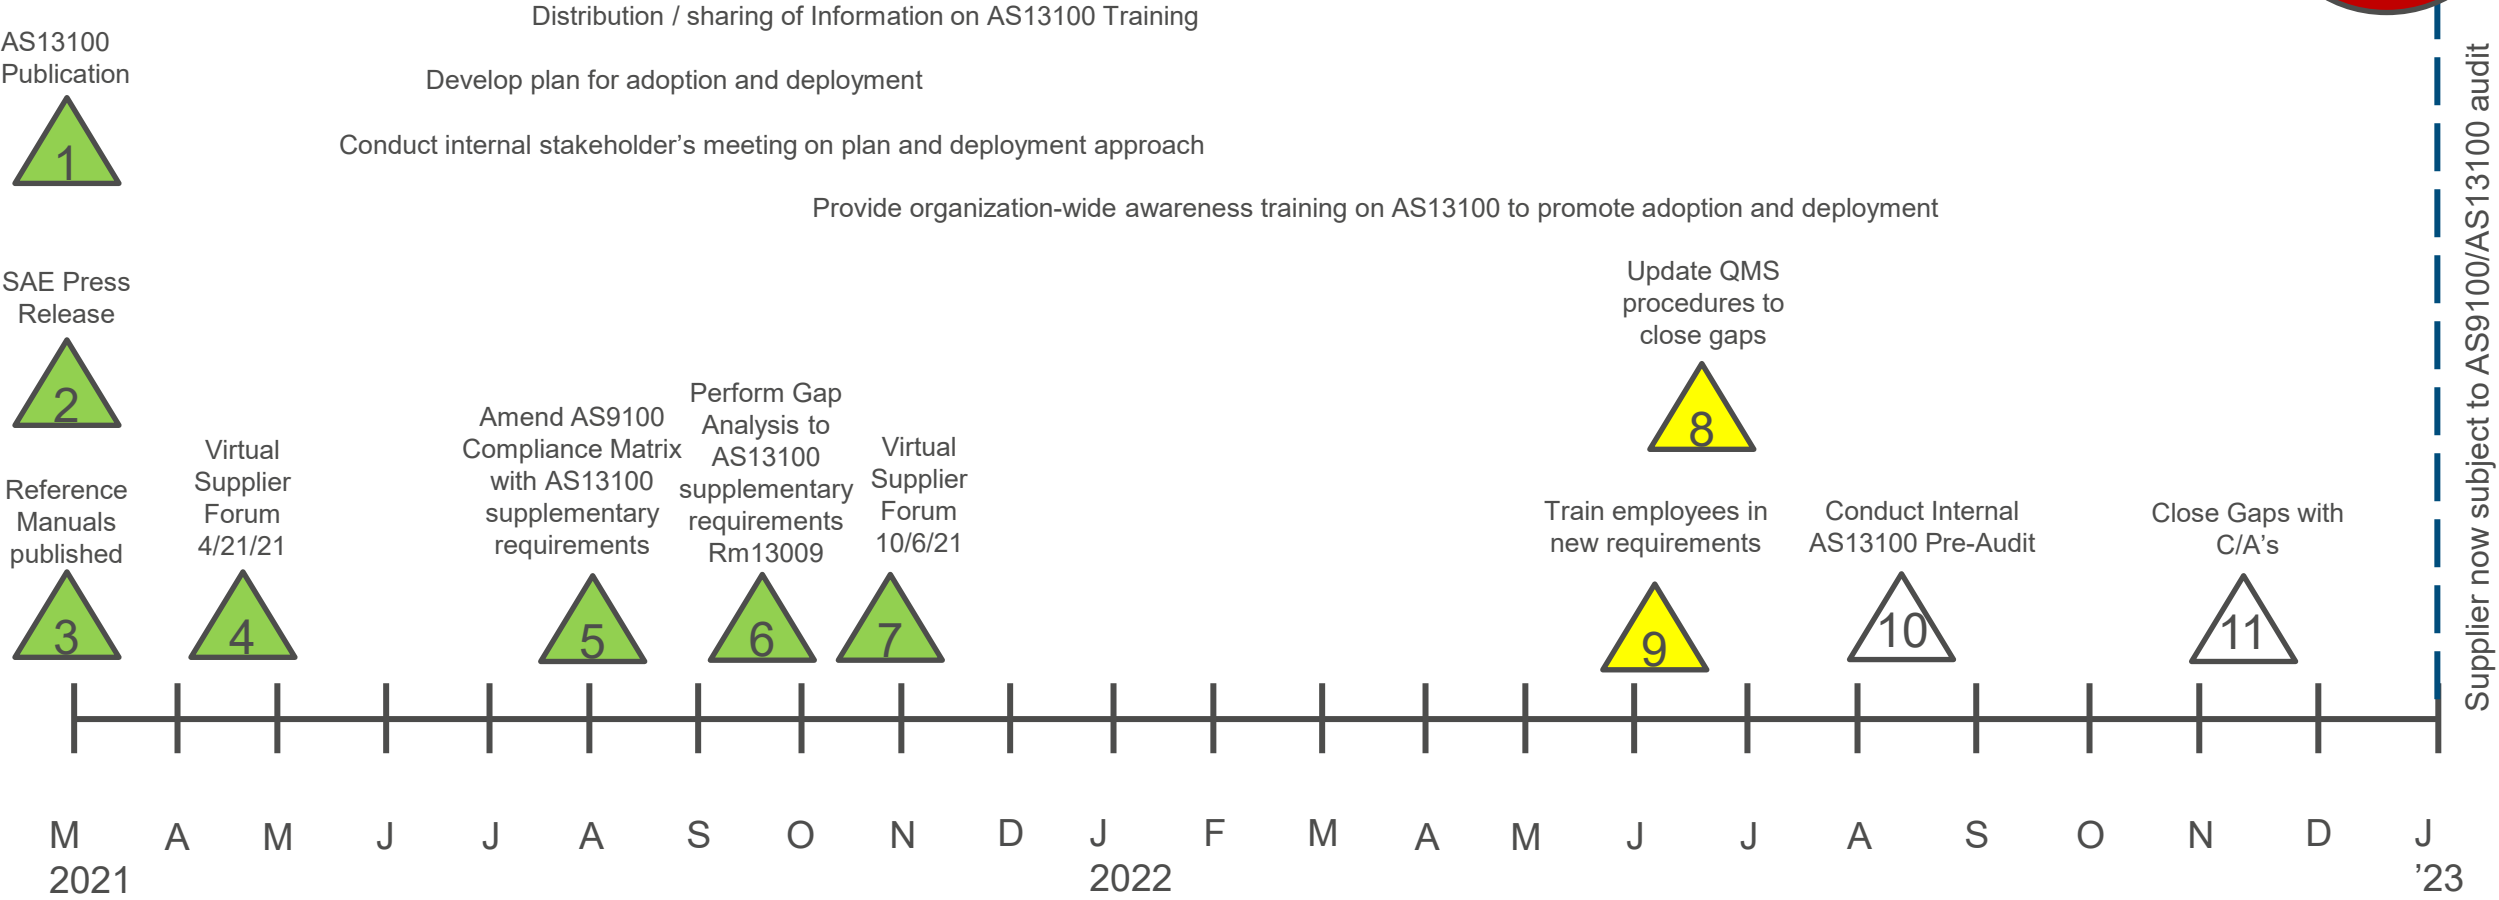 Distribution / sharing of Information on AS13100 Training
AS13100
Publication
Develop plan for adoption and deployment
1
Conduct internal stakeholder’s meeting on plan and deployment approach
Provide organization-wide awareness training on AS13100 to promote adoption and deployment
SAE Press
Release
2
Update QMS
procedures to
close gaps
8
Reference
Manuals
published
3
Virtual
Supplier
Forum
4/21/21
4
Amend AS9100
Compliance Matrix
with AS13100
supplementary
requirements
5
Perform Gap
Analysis to
AS13100
supplementary
requirements
Rm13009
6
Virtual
Supplier
Forum
10/6/21
7
Train employees in
new requirements
9
Conduct Internal
AS13100 Pre-Audit
10
Close Gaps with
C/A’s
11
Supplier now subject to AS9100/AS13100 audit
M A M J J A S O N D J F M A M J J A S O N D J
2021 2022 ’23